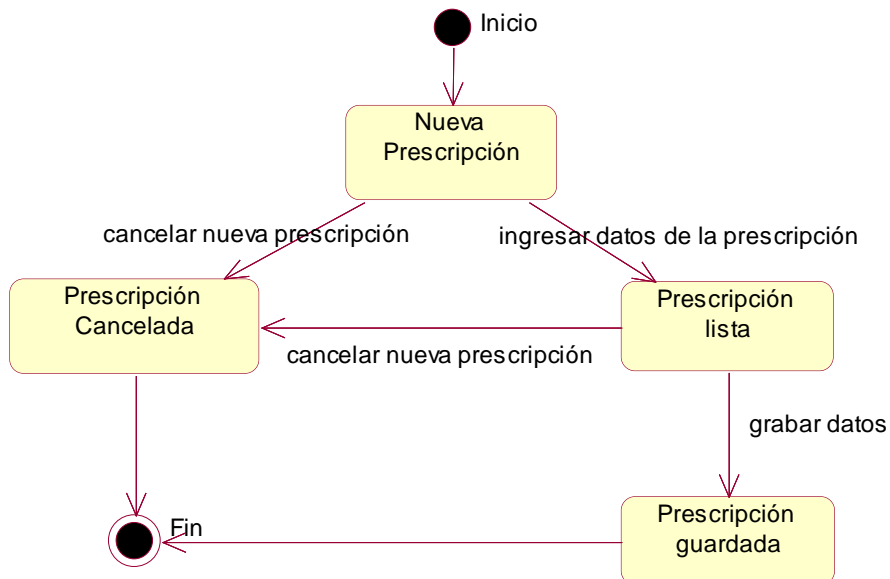 Inicio
Nueva
Prescripción
cancelar nueva prescripción
ingresar datos de la prescripción
Prescripción
Cancelada
Prescripción
lista
cancelar nueva prescripción
grabar datos
Fin
Prescripción
guardada